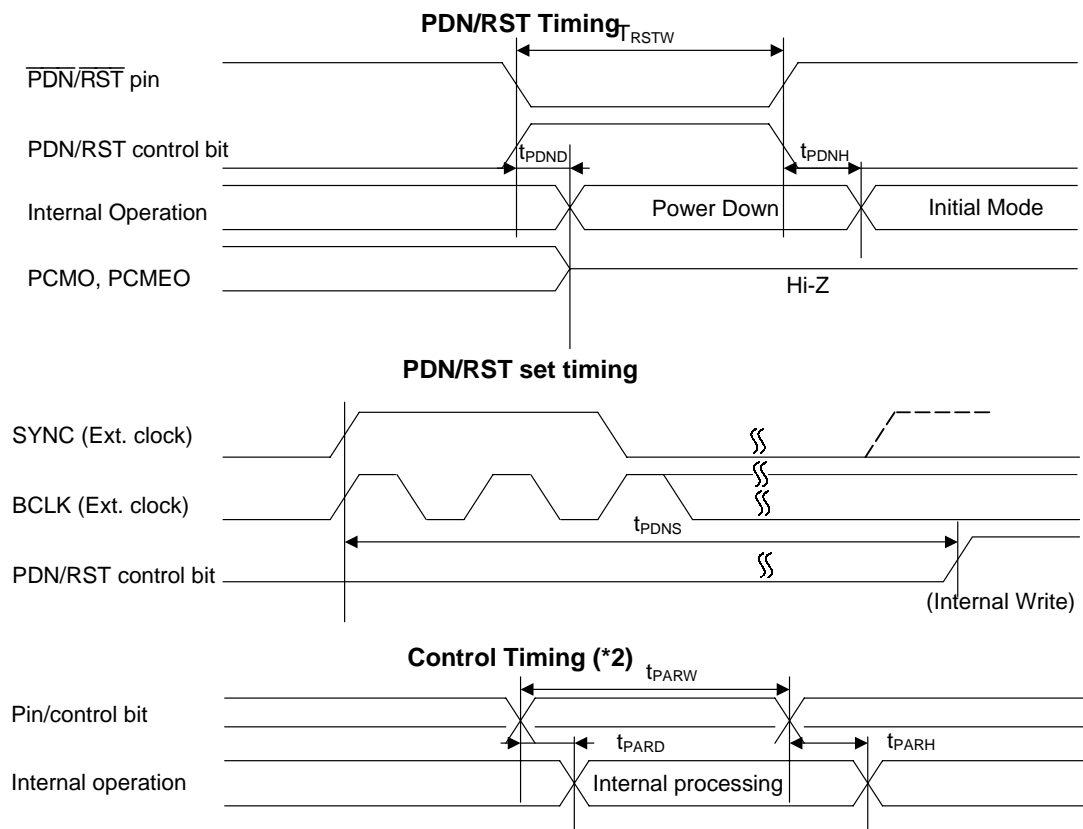 PDN/RST Timing
TRSTW
PDN/RST pin
PDN/RST control bit
tPDND
tPDNH
Internal Operation
Power Down
Initial Mode
PCMO, PCMEO
Hi-Z
PDN/RST set timing
SYNC (Ext. clock)
BCLK (Ext. clock)
tPDNS
PDN/RST control bit
(Internal Write)
Control Timing (*2)
tPARW
Pin/control bit
tPARD
tPARH
Internal operation
Internal processing